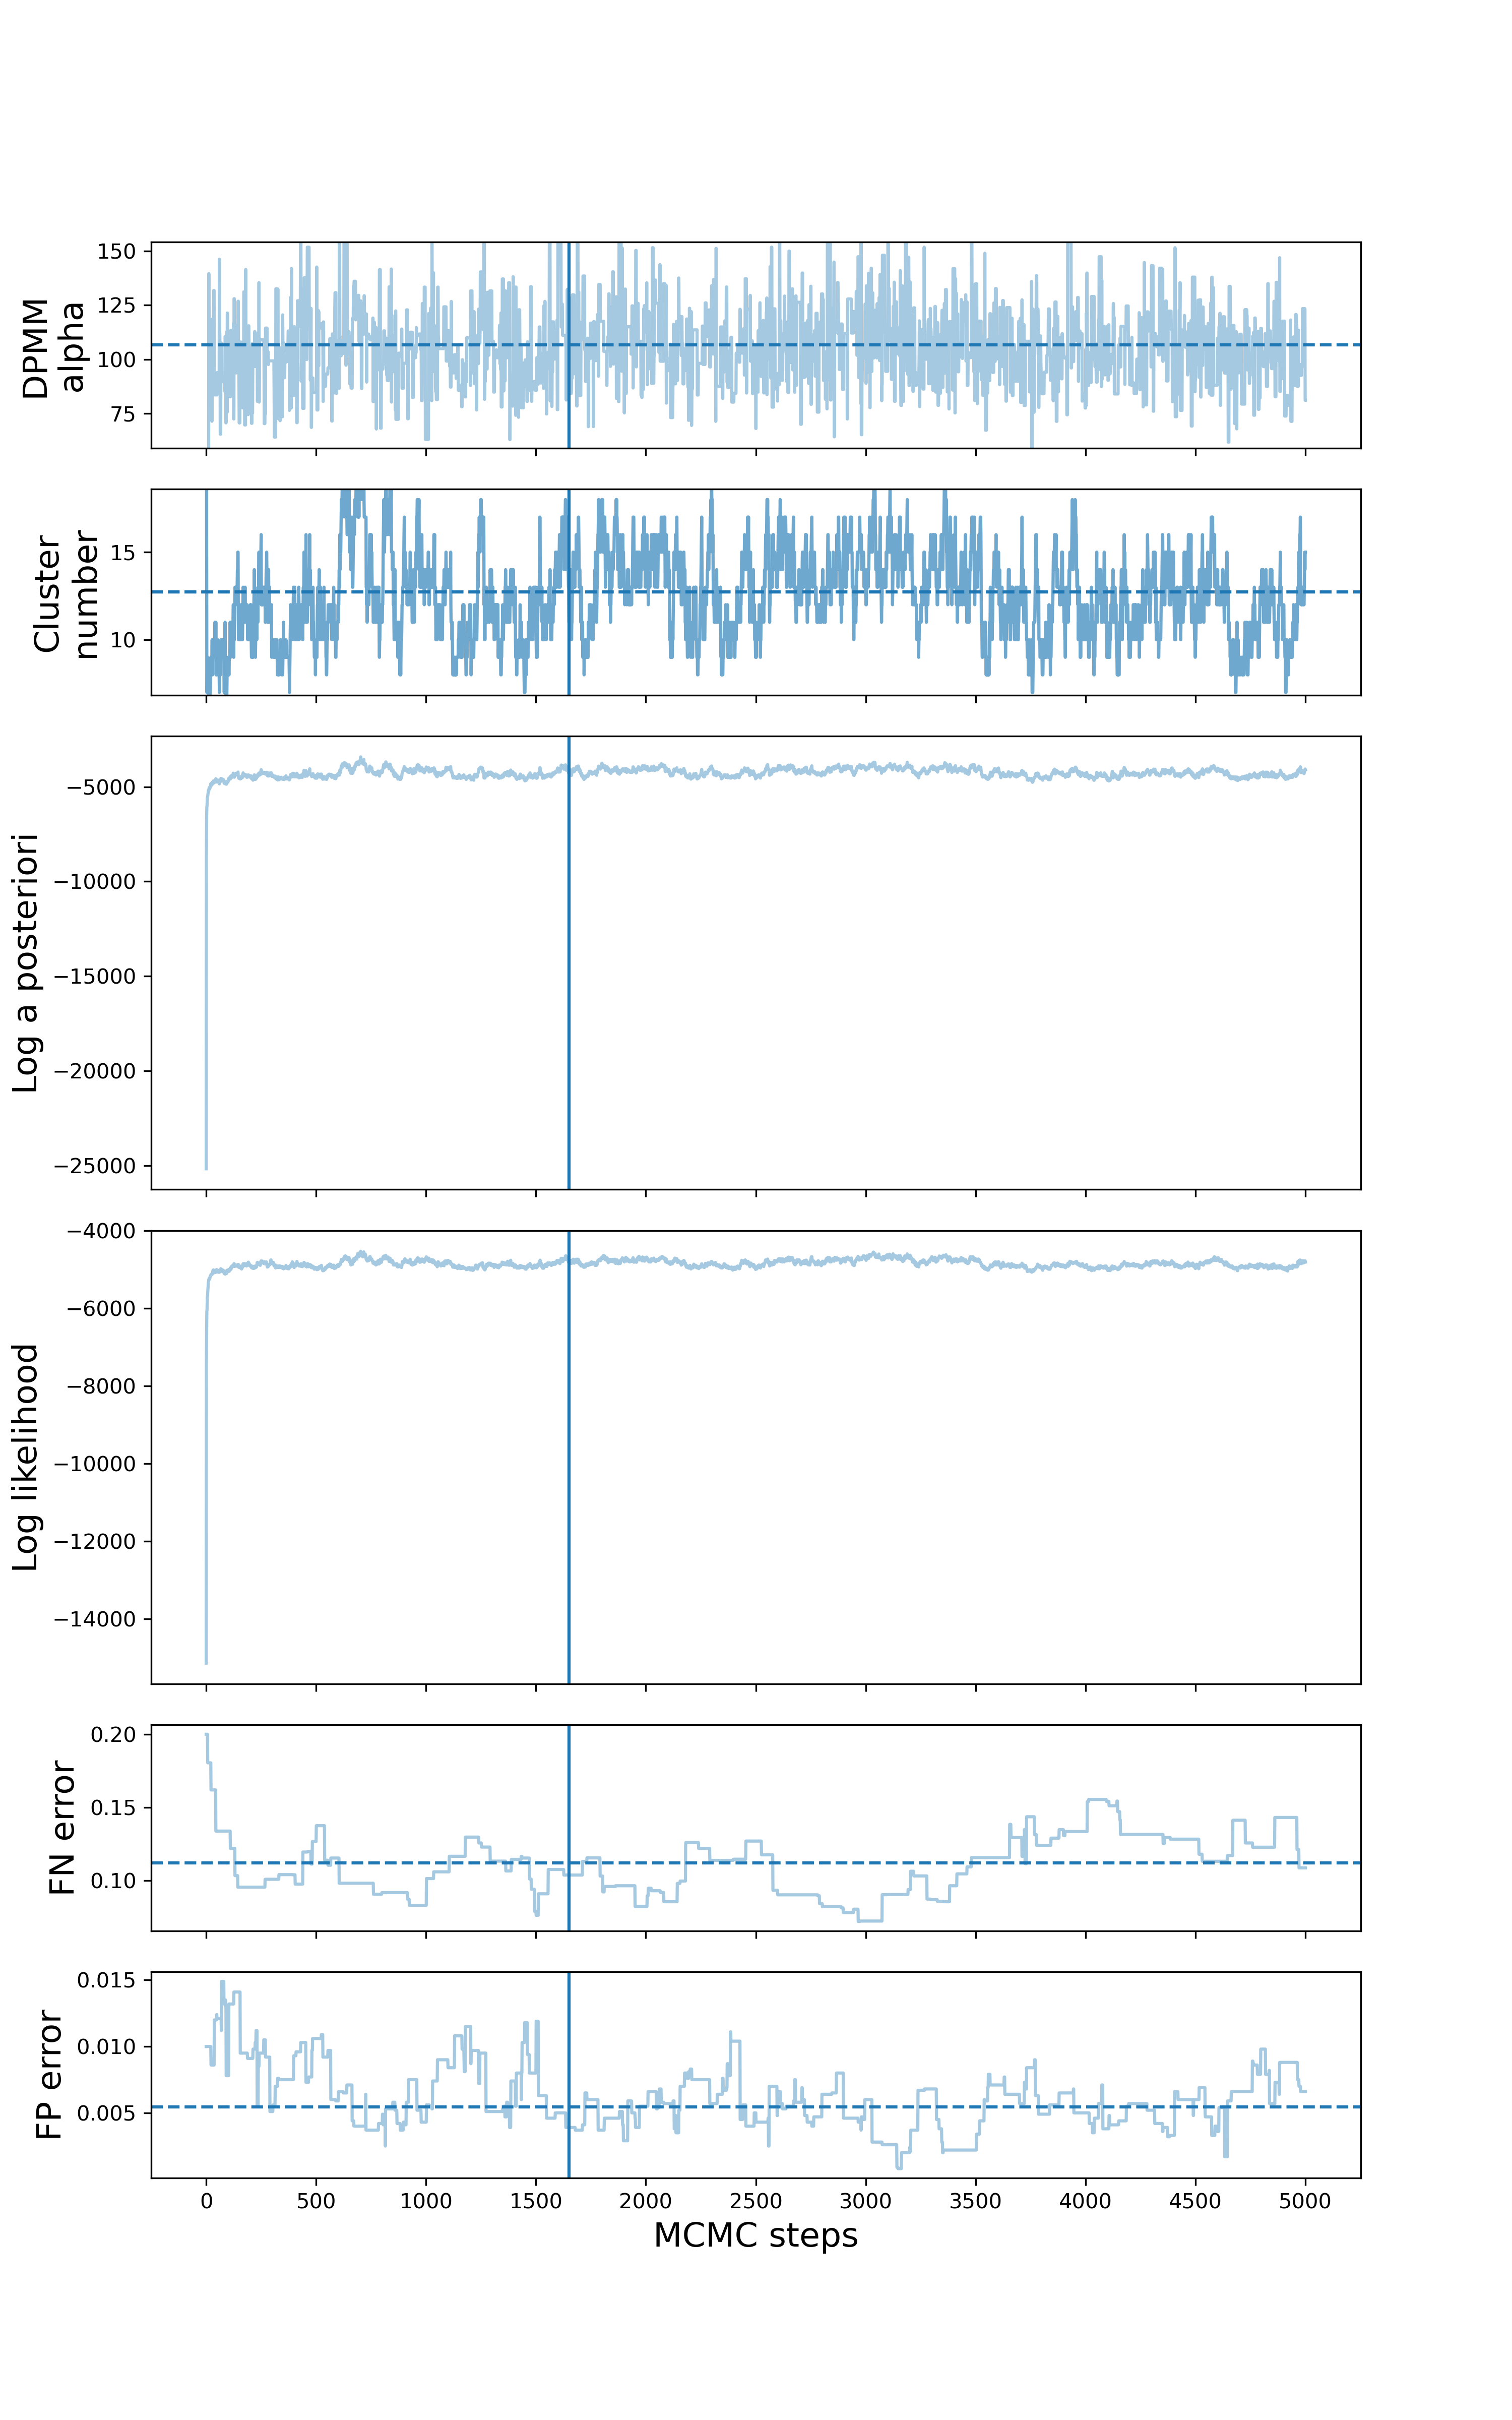 DPMM
alpha
150
125
100
75
Cluster
number
15
10
Log a posteriori
−5000
−10000
−15000
−20000
−25000
Log likelihood
−4000
−6000
−8000
−10000
−12000
−14000
FN error
0.20
0.15
0.10
FP error
0.015
0.010
0.005
0 500 1000 1500 2000 2500 3000 3500 4000 4500 5000
MCMC steps